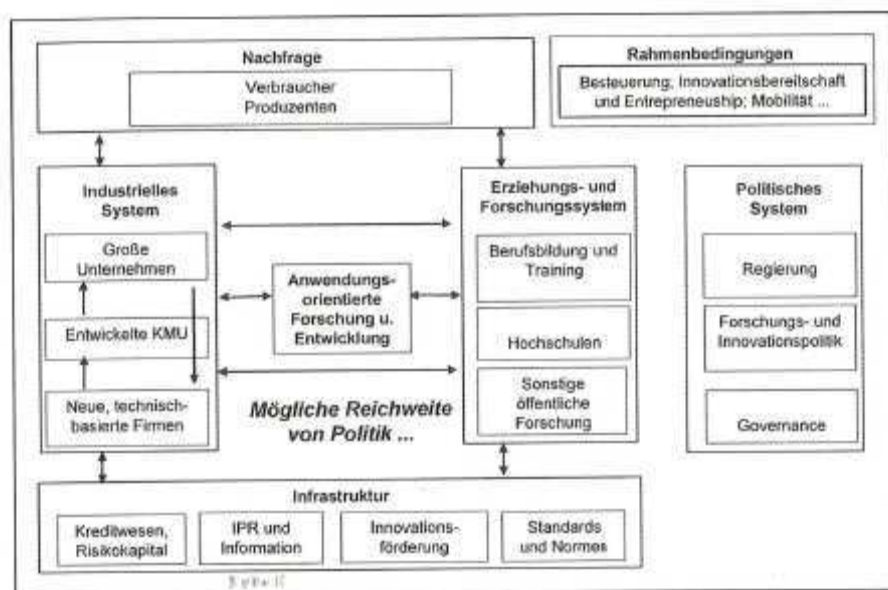 Nachfrage
Verbraucher
Produzenten
Rahmenbedingungen
Besteuerung; Innovationsbereitschaft
und Entrepreneuship; Mobilität ...
Industrielles
System
Große
Unternehmen
Entwickelte KMU
Neue, technisch-
basierte Firmen
Anwendungs-
orientierte
Forschung u.
Entwicklung
Mögliche Reichweite
von Politik ...
Erziehungs- und
Forschungssystem
Berufsbildung und
Training
Hochschulen
Sonstige
öffentliche
Forschung
Politisches
System
Regierung
Forschungs- und
Innovationspolitik
Governance
Infrastruktur
Kreditwesen,
Risikokapital
IPR und
Information
Innovations-
förderung
Standards
und Normes